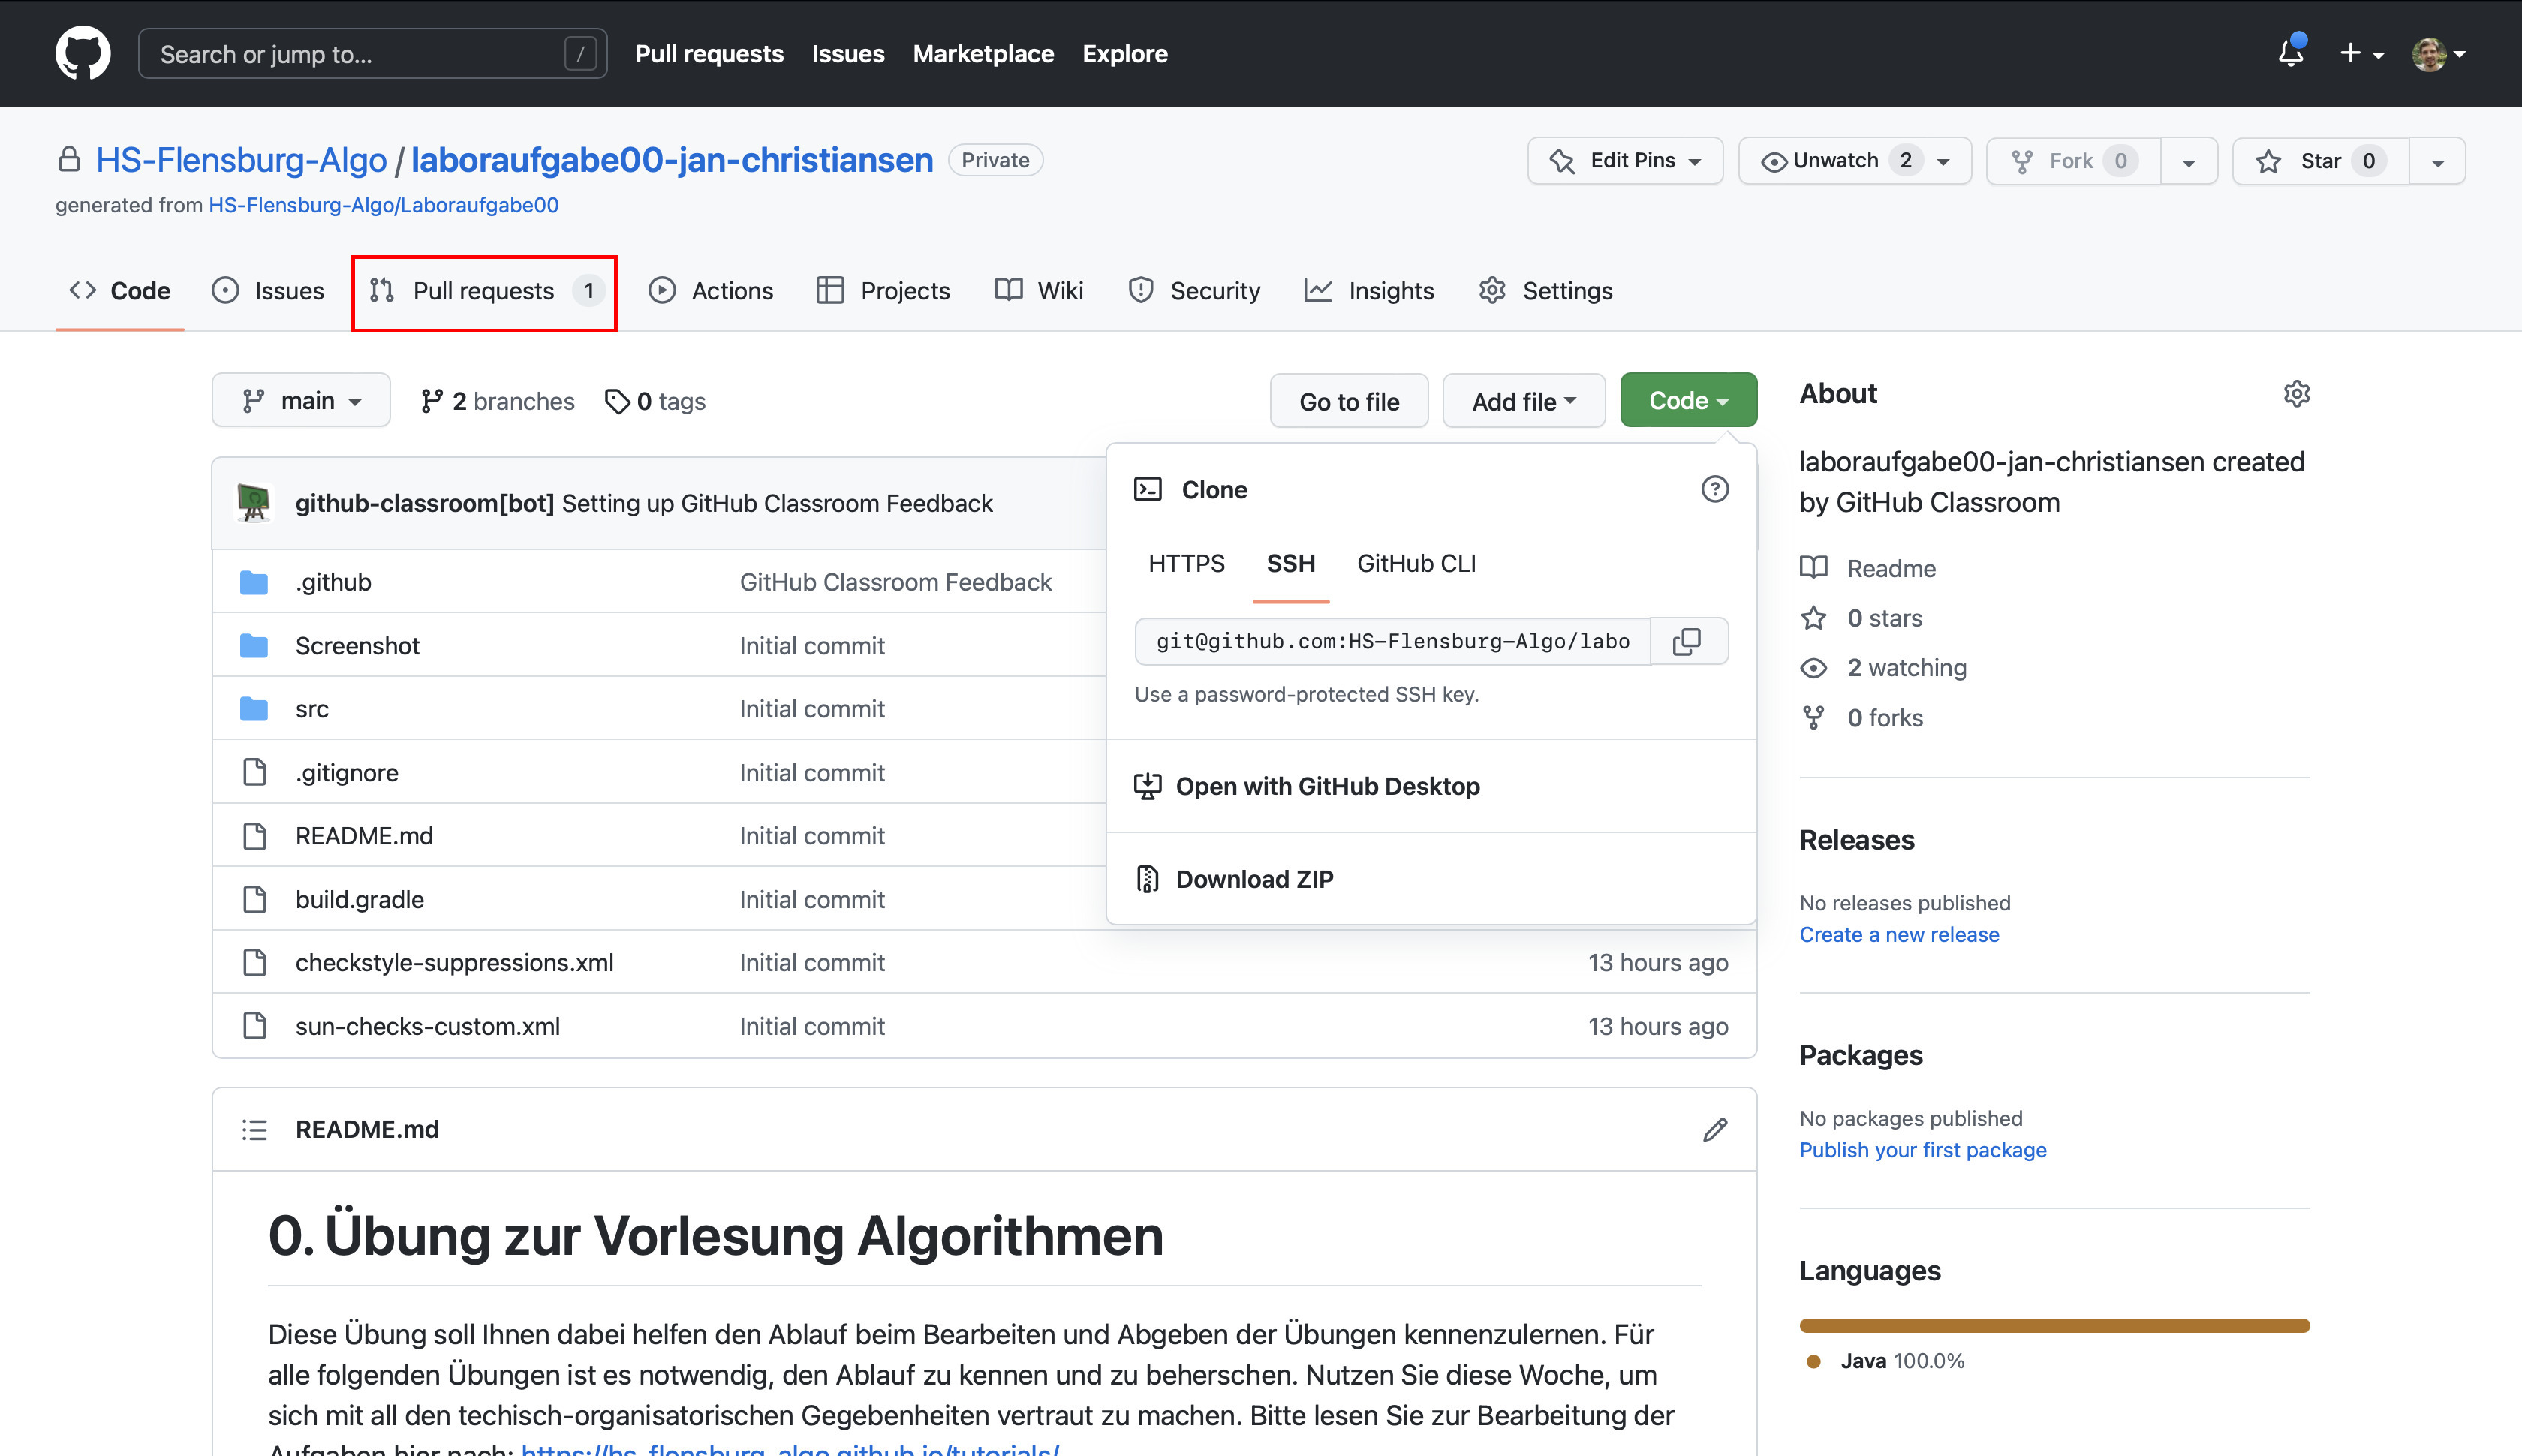 Search or jump to... /
Pull requests Issues Marketplace Explore
HS-Flensburg-Algo / laboraufgabe00-jan-christiansen Private
Edit Pins Unwatch 2 Fork 0 Star 0
generated from HS-Flensburg-Algo/Laboraufgabe00
Code Issues Pull requests 1 Actions Projects Wiki Security Insights Settings
main 2 branches 0 tags Go to file Add file Code
github-classroom[bot] Setting up GitHub Classroom Feedback
.github GitHub Classroom Feedback
Screenshot Initial commit
src Initial commit
.gitignore Initial commit
README.md Initial commit
build.gradle Initial commit
checkstyle-suppressions.xml Initial commit 13 hours ago
sun-checks-custom.xml Initial commit 13 hours ago
Clone
HTTPS SSH GitHub CLI
git@github.com:HS-Flensburg-Algo/labo
Use a password-protected SSH key.
Open with GitHub Desktop
Download ZIP
README.md
0. Übung zur Vorlesung Algorithmen
Diese Übung soll Ihnen dabei helfen den Ablauf beim Bearbeiten und Abgeben der Übungen kennenzulernen. Für
alle folgenden Übungen ist es notwendig, den Ablauf zu kennen und zu beherschen. Nutzen Sie diese Woche, um
sich mit all den techisch-organisatorischen Gegebenheiten vertraut zu machen. Bitte lesen Sie zur Bearbeitung der
Aufgaben hier nach: https://hs-flensburg-algo.github.io/tutorials/
About
laboraufgabe00-jan-christiansen created
by GitHub Classroom
Readme
0 stars
2 watching
0 forks
Releases
No releases published
Create a new release
Packages
No packages published
Publish your first package
Languages
Java 100.0%